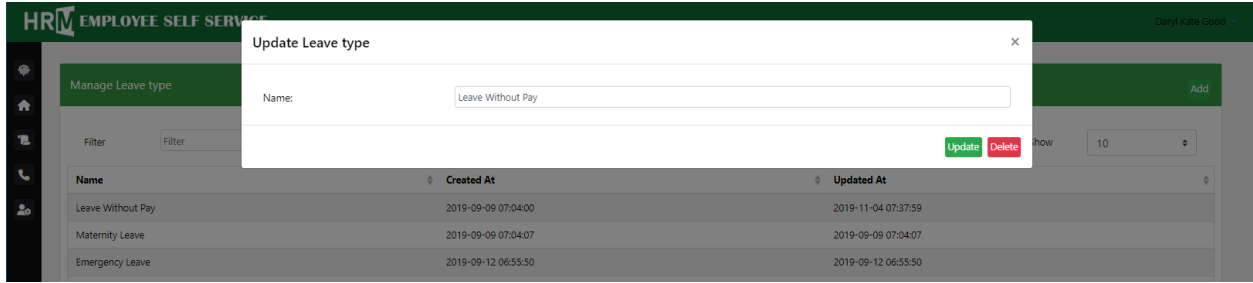 HRM EMPLOYEE SELF SERVICE
Daryl Kate Good
Update Leave type
×
Manage Leave type
Add
Name:
Leave Without Pay
Filter
Filter
Show
10
Update
Delete
Name
Created At
Updated At
Leave Without Pay
2019-09-09 07:04:00
2019-11-04 07:37:59
Maternity Leave
2019-09-09 07:04:07
2019-09-09 07:04:07
Emergency Leave
2019-09-12 06:55:50
2019-09-12 06:55:50